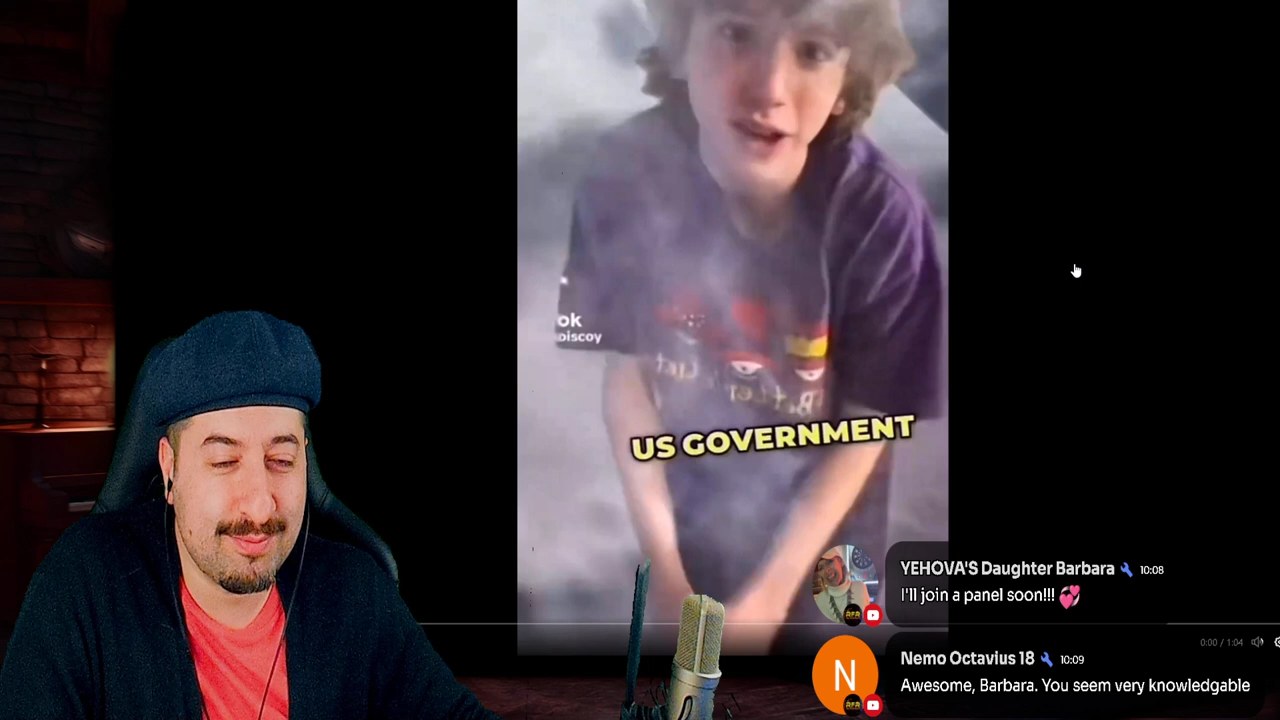 ok
oiscoy
US GOVERNMENT
YEHOVA'S Daughter Barbara 10:08
I'll join a panel soon!!! 💞
0:00 / 1:04
N
Nemo Octavius 18 10:09
Awesome, Barbara. You seem very knowledgable